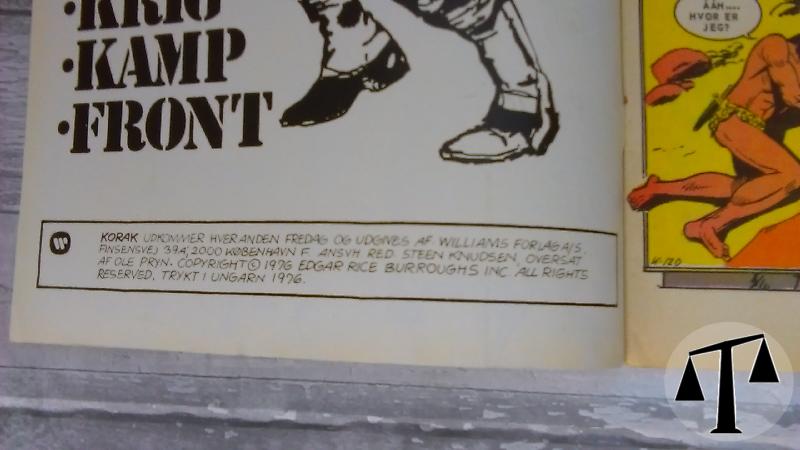 ·KRIG
·KAMP
·FRONT
KORAK UDKOMMER HVERANDEN FREDAG OG UDGIVES AF WILLIAMS FORLAG A/S,
FINSENSVEJ 39A, 2000 KØBENHAVN F. ANSVH. RED. STEEN KNUDSEN, OVERSAT
AF OLE PRYN. COPYRIGHT © 1976 EDGAR RICE BURROUGHS INC. ALL RIGHTS
RESERVED. TRYKT I UNGARN 1976.
ÅÅH....
HVOR ER
JEG?
K-120